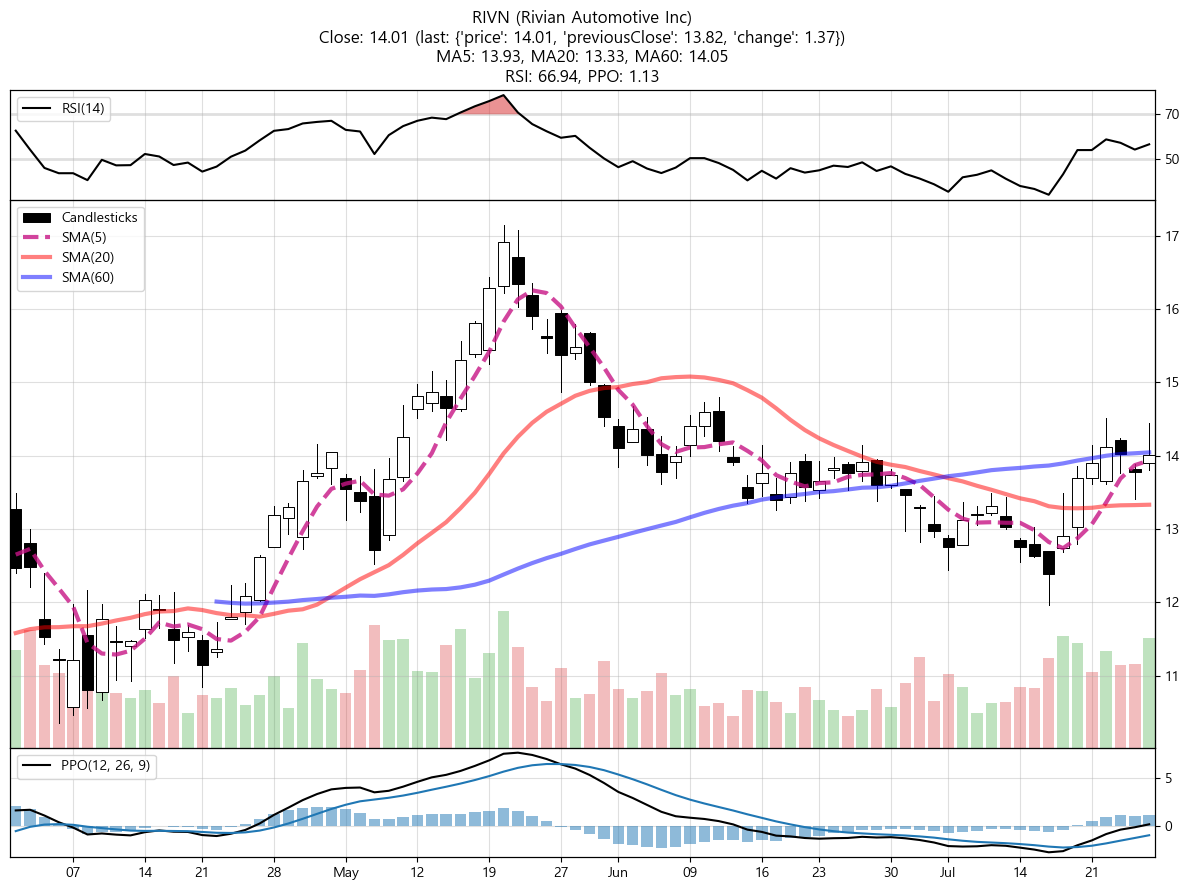 RIVN (Rivian Automotive Inc)
Close: 14.01 (last: {'price': 14.01, 'previousClose': 13.82, 'change': 1.37})
MA5: 13.93, MA20: 13.33, MA60: 14.05
RSI: 66.94, PPO: 1.13
RSI(14)
70
50
Candlesticks
SMA(5)
SMA(20)
SMA(60)
17
16
15
14
13
12
11
PPO(12, 26, 9)
5
0
07 14 21 28 May 12 19 27 Jun 09 16 23 30 Jul 14 21